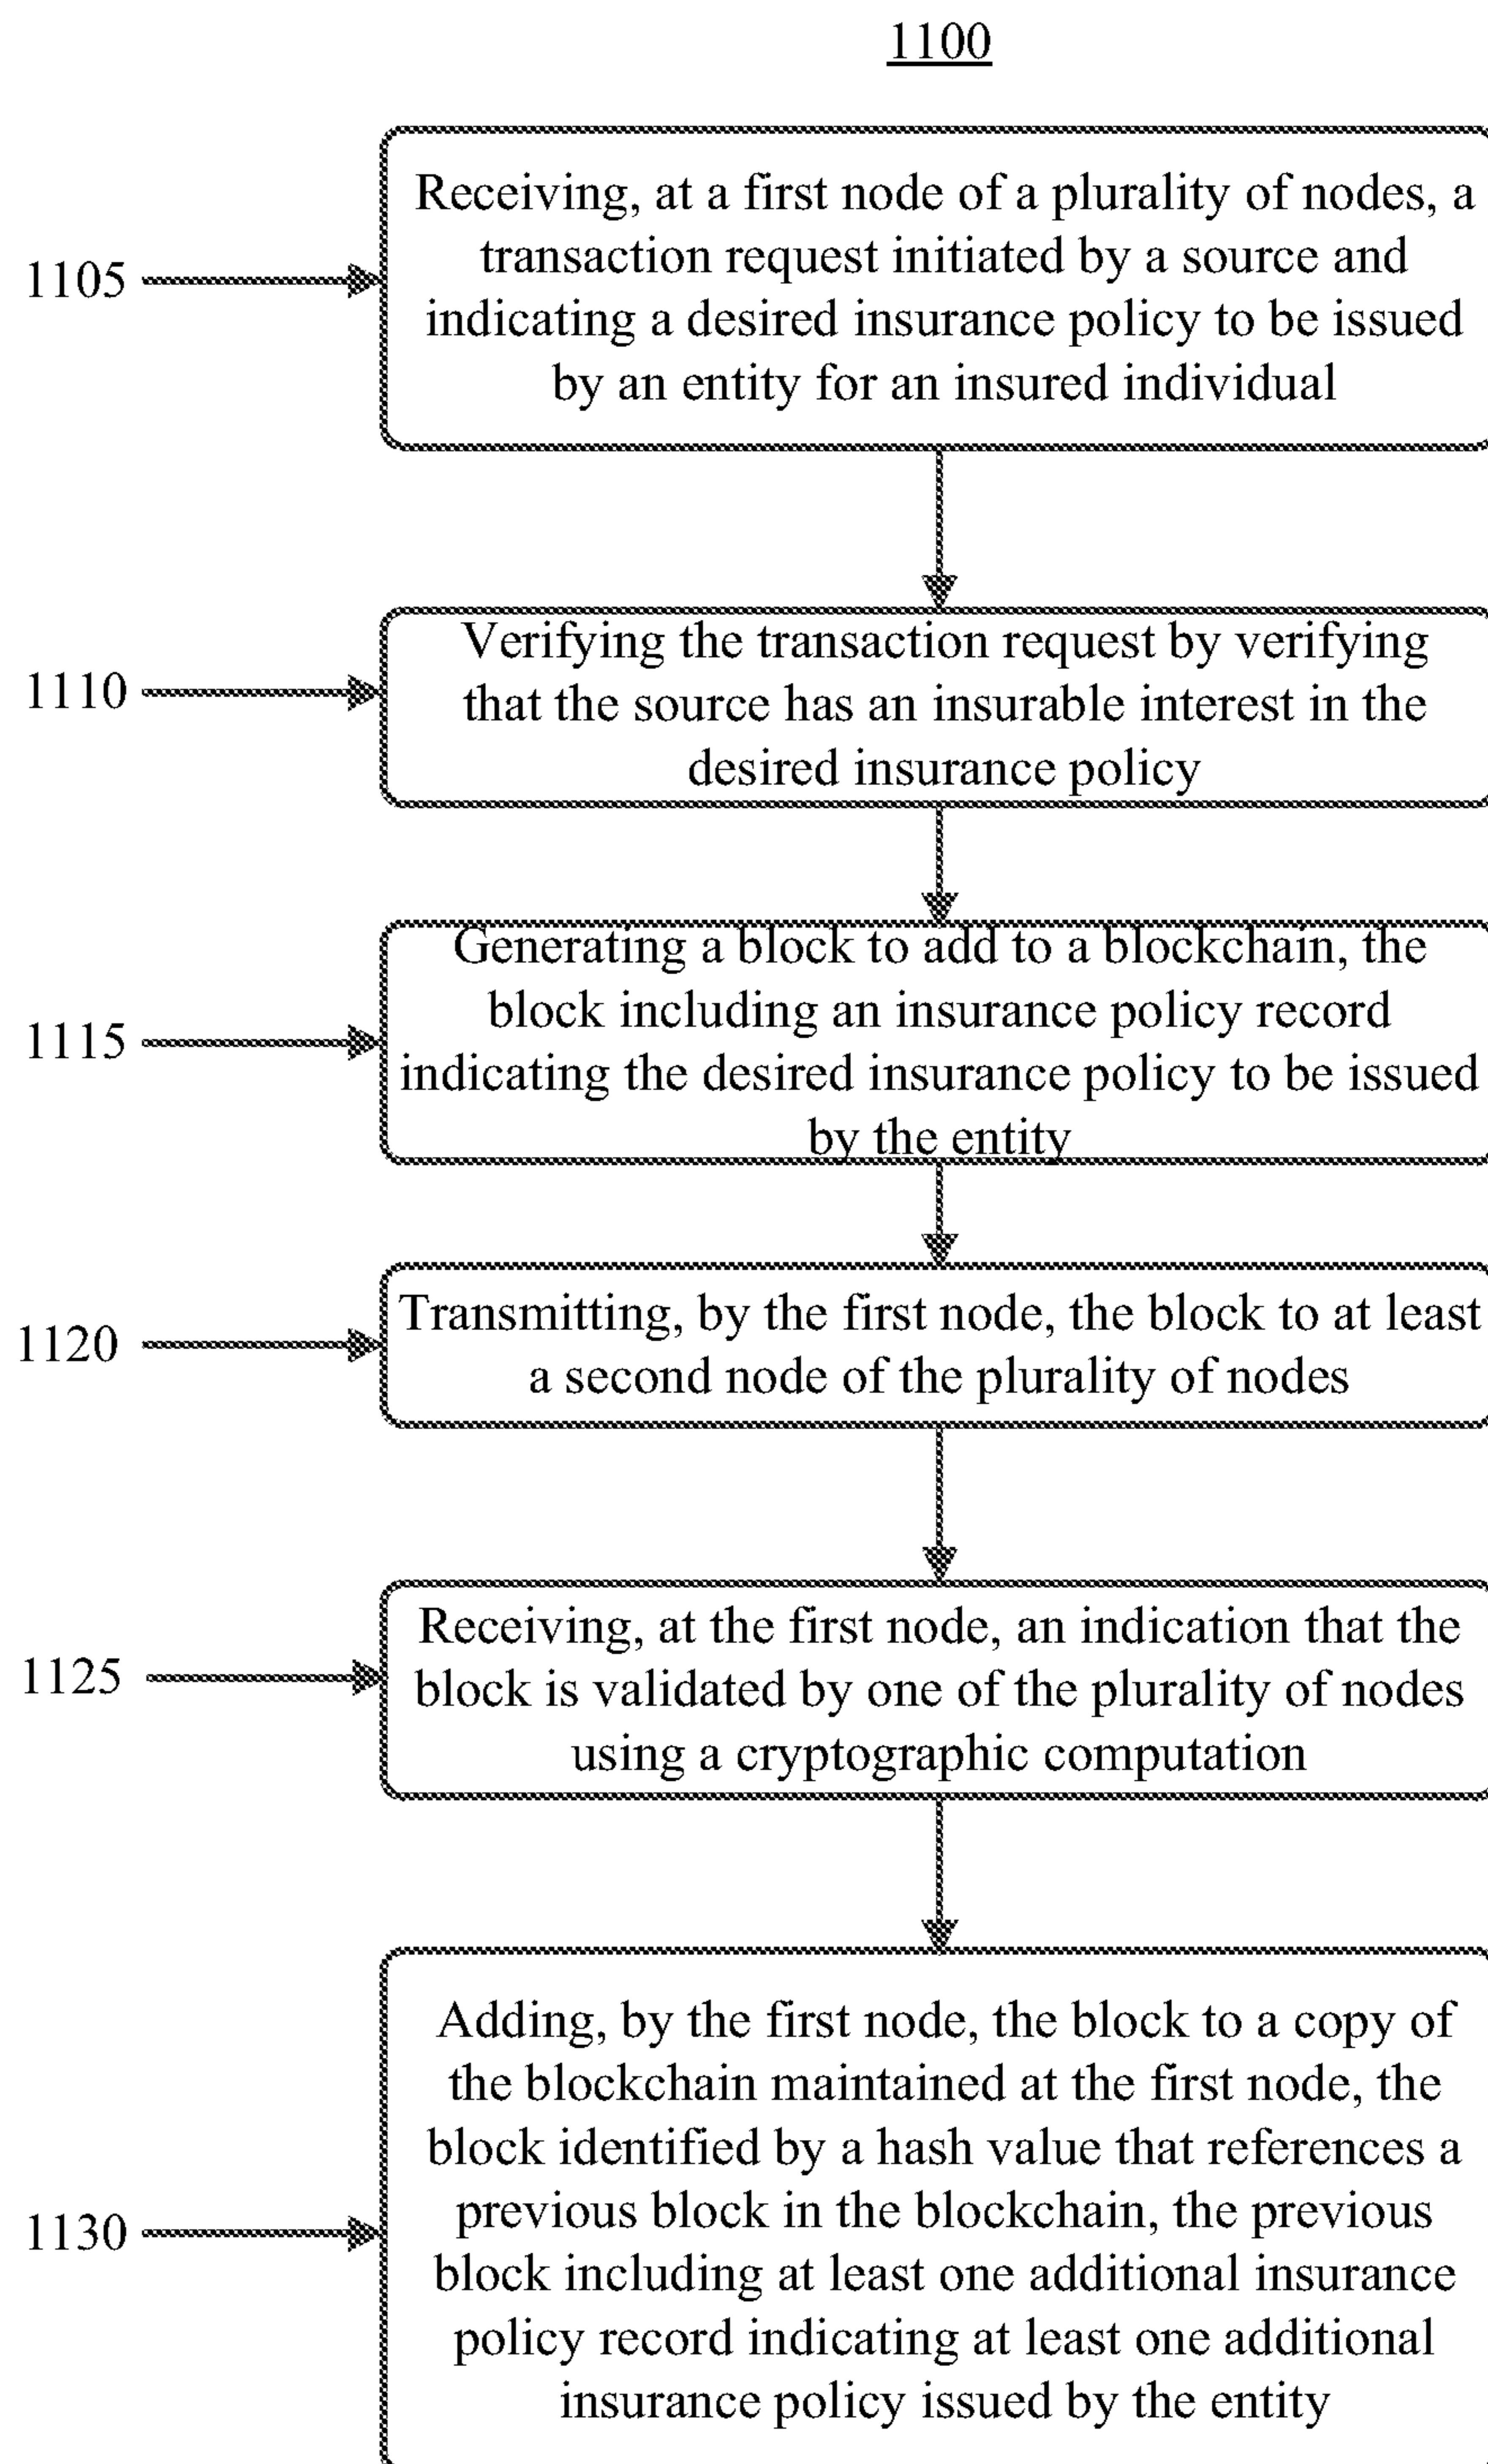 1100
1105
Receiving, at a first node of a plurality of nodes, a
transaction request initiated by a source and
indicating a desired insurance policy to be issued
by an entity for an insured individual
1110
Verifying the transaction request by verifying
that the source has an insurable interest in the
desired insurance policy
1115
Generating a block to add to a blockchain, the
block including an insurance policy record
indicating the desired insurance policy to be issued
by the entity
1120
Transmitting, by the first node, the block to at least
a second node of the plurality of nodes
1125
Receiving, at the first node, an indication that the
block is validated by one of the plurality of nodes
using a cryptographic computation
1130
Adding, by the first node, the block to a copy of
the blockchain maintained at the first node, the
block identified by a hash value that references a
previous block in the blockchain, the previous
block including at least one additional insurance
policy record indicating at least one additional
insurance policy issued by the entity